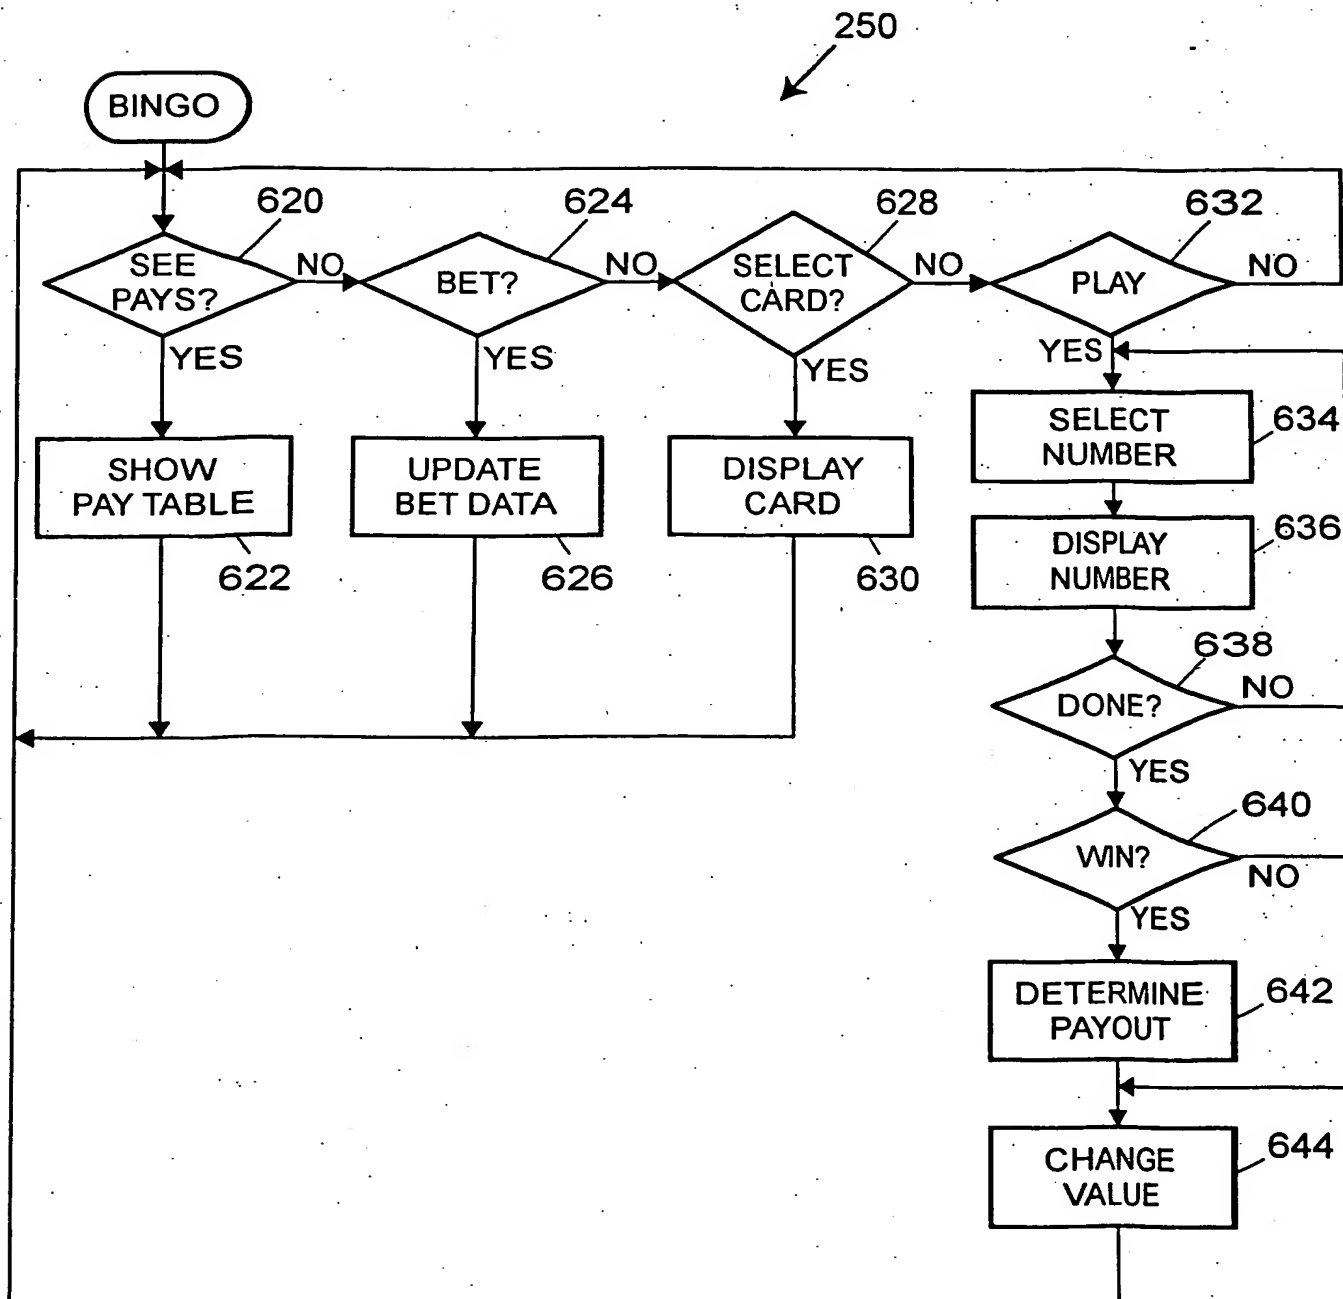 250
BINGO
620
624
628
632
SEE
PAYS?
NO
BET?
NO
SELECT
CARD?
NO
PLAY
NO
YES
YES
YES
YES
SHOW
PAY TABLE
622
UPDATE
BET DATA
626
DISPLAY
CARD
630
SELECT
NUMBER
634
DISPLAY
NUMBER
636
638
DONE?
NO
YES
640
WIN?
NO
YES
DETERMINE
PAYOUT
642
CHANGE
VALUE
644